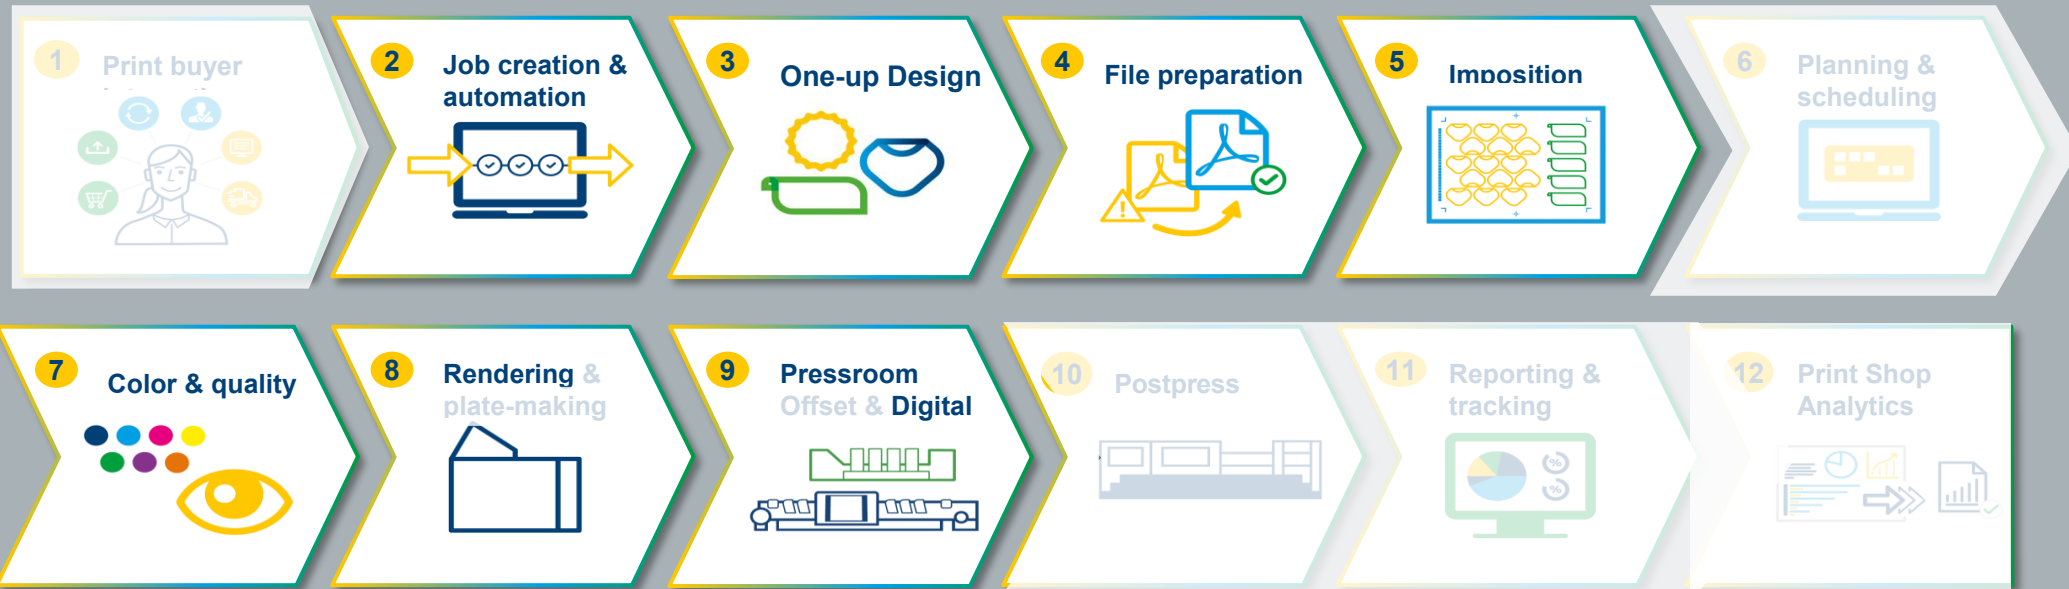 1
Print buyer
2
Job creation &
automation
3
One-up Design
4
File preparation
5
Imposition
6
Planning &
scheduling
7
Color & quality
8
Rendering &
plate-making
9
Pressroom
Offset & Digital
10
Postpress
11
Reporting &
tracking
%
%
12
Print Shop
Analytics